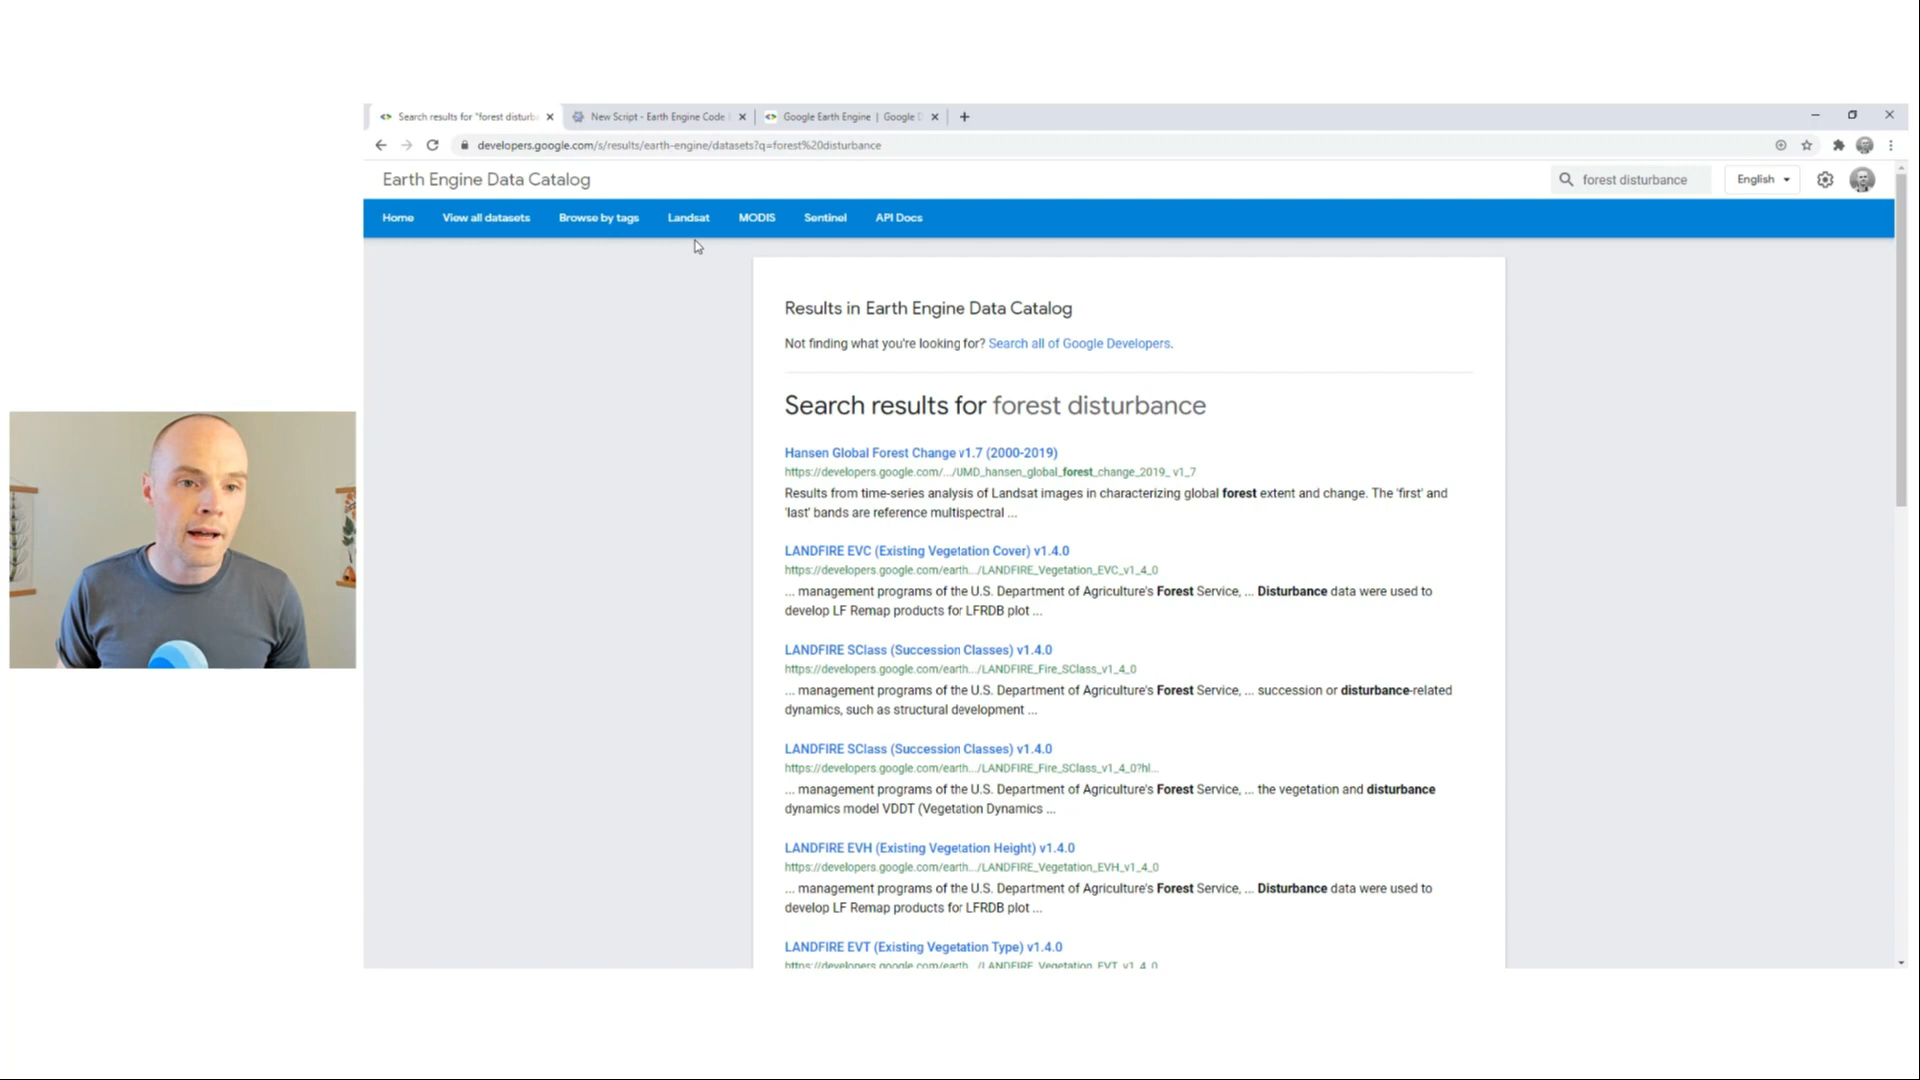 Search results for "forest disturb
New Script - Earth Engine Code
Google Earth Engine | Google
developers.google.com/s/results/earth-engine/datasets?q=forest%20disturbance
Earth Engine Data Catalog
forest disturbance
English
Home
View all datasets
Browse by tags
Landsat
MODIS
Sentinel
API Docs
Results in Earth Engine Data Catalog
Not finding what you're looking for? Search all of Google Developers.
Search results for forest disturbance
Hansen Global Forest Change v1.7 (2000-2019)
https://developers.google.com/.../UMD_hansen_global_forest_change_2019_ v1_7
Results from time-series analysis of Landsat images in characterizing global forest extent and change. The 'first' and
'last' bands are reference multispectral ...
LANDFIRE EVC (Existing Vegetation Cover) v1.4.0
https://developers.google.com/earth.../LANDFIRE_Vegetation_EVC_v1_4_0
... management programs of the U.S. Department of Agriculture's Forest Service, ... Disturbance data were used to
develop LF Remap products for LFRDB plot ...
LANDFIRE SClass (Succession Classes) v1.4.0
https://developers.google.com/earth.../LANDFIRE_Fire_SClass_v1_4_0
... management programs of the U.S. Department of Agriculture's Forest Service, ... succession or disturbance-related
dynamics, such as structural development ...
LANDFIRE SClass (Succession Classes) v1.4.0
https://developers.google.com/earth.../LANDFIRE_Fire_SClass_v1_4_0?hl...
... management programs of the U.S. Department of Agriculture's Forest Service, ... the vegetation and disturbance
dynamics model VDDT (Vegetation Dynamics ...
LANDFIRE EVH (Existing Vegetation Height) v1.4.0
https://developers.google.com/earth.../LANDFIRE_Vegetation_EVH_v1_4_0
... management programs of the U.S. Department of Agriculture's Forest Service, ... Disturbance data were used to
develop LF Remap products for LFRDB plot ...
LANDFIRE EVT (Existing Vegetation Type) v1.4.0
https://developers.google.com/earth.../LANDFIRE_Vegetation_EVT_v1_4_0